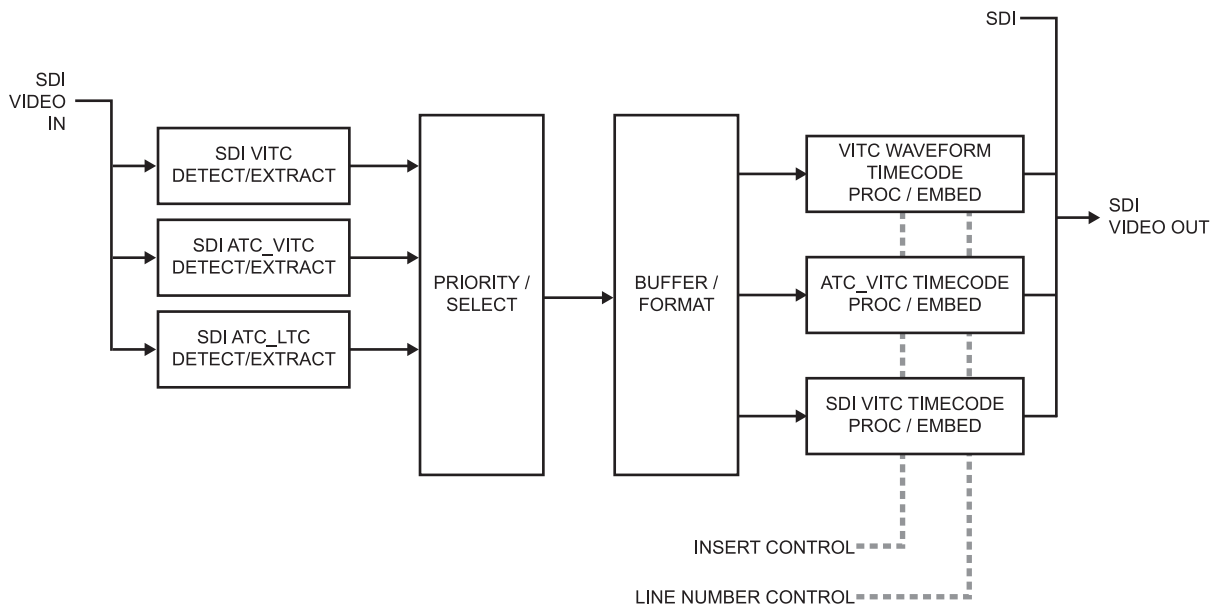 SDI
VIDEO
IN
SDI VITC
DETECT/EXTRACT
SDI ATC_VITC
DETECT/EXTRACT
SDI ATC_LTC
DETECT/EXTRACT
PRIORITY /
SELECT
BUFFER /
FORMAT
SDI
VITC WAVEFORM
TIMECODE
PROC / EMBED
ATC_VITC TIMECODE
PROC / EMBED
SDI VITC TIMECODE
PROC / EMBED
SDI
VIDEO OUT
INSERT CONTROL
LINE NUMBER CONTROL